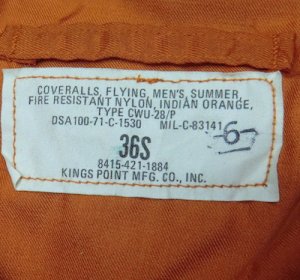 COVERALLS, FLYING, MEN'S, SUMMER,
FIRE RESISTANT NYLON, INDIAN ORANGE,
TYPE CWU-28/P
DSA100-71-C-1530 MIL-C-83141
6
36S
8415-421-1884
KINGS POINT MFG. CO., INC.